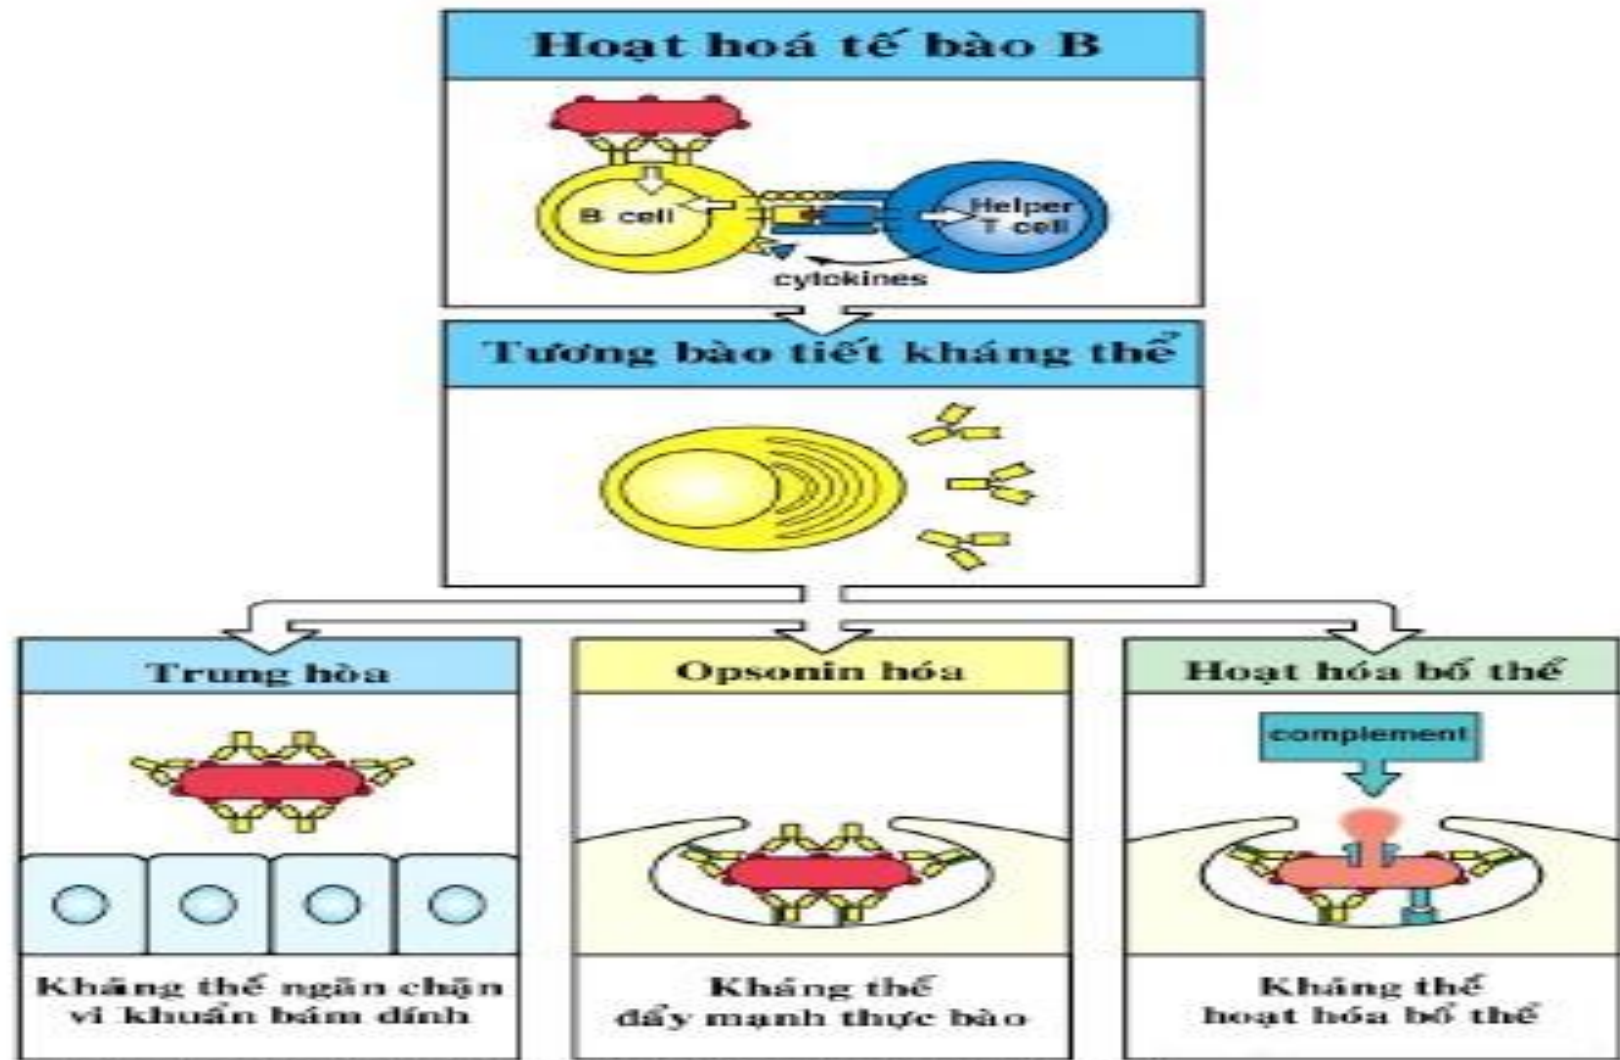 Hoạt hoá tế bào B
B cell
Helper
T cell
cytokines
Tương bào tiết kháng thể
Trung hòa
Kháng thể ngăn chặn
vi khuẩn bám dính
Opsonin hóa
Kháng thể
đẩy mạnh thực bào
Hoạt hóa bổ thể
complement
Kháng thể
hoạt hóa bổ thể